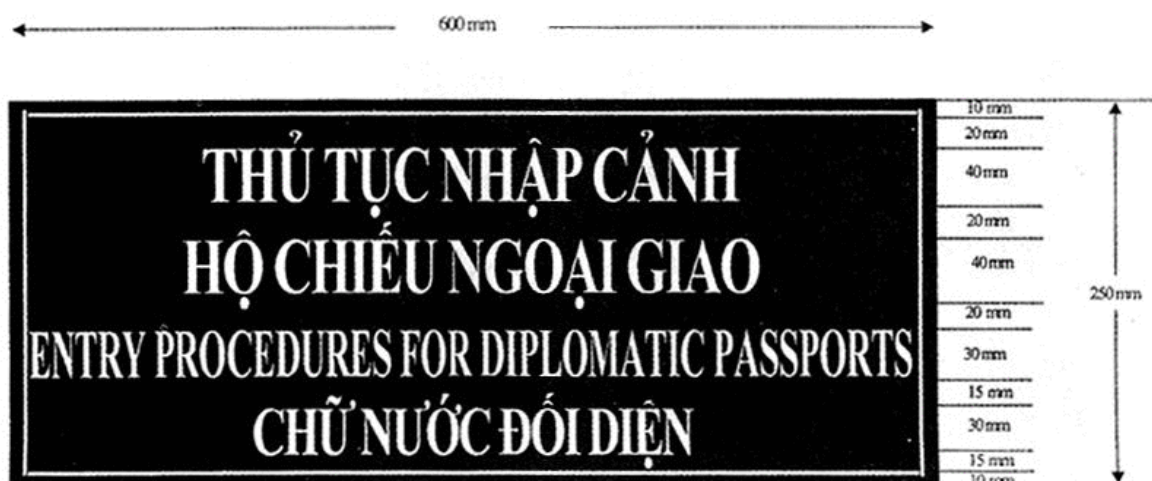 600 mm
THỦ TỤC NHẬP CẢNH
HỘ CHIẾU NGOẠI GIAO
ENTRY PROCEDURES FOR DIPLOMATIC PASSPORTS
CHỮ NƯỚC ĐỐI DIỆN
10 mm
20 mm
40 mm
20 mm
40 mm
20 mm
30 mm
15 mm
30 mm
15 mm
10 mm
250 mm